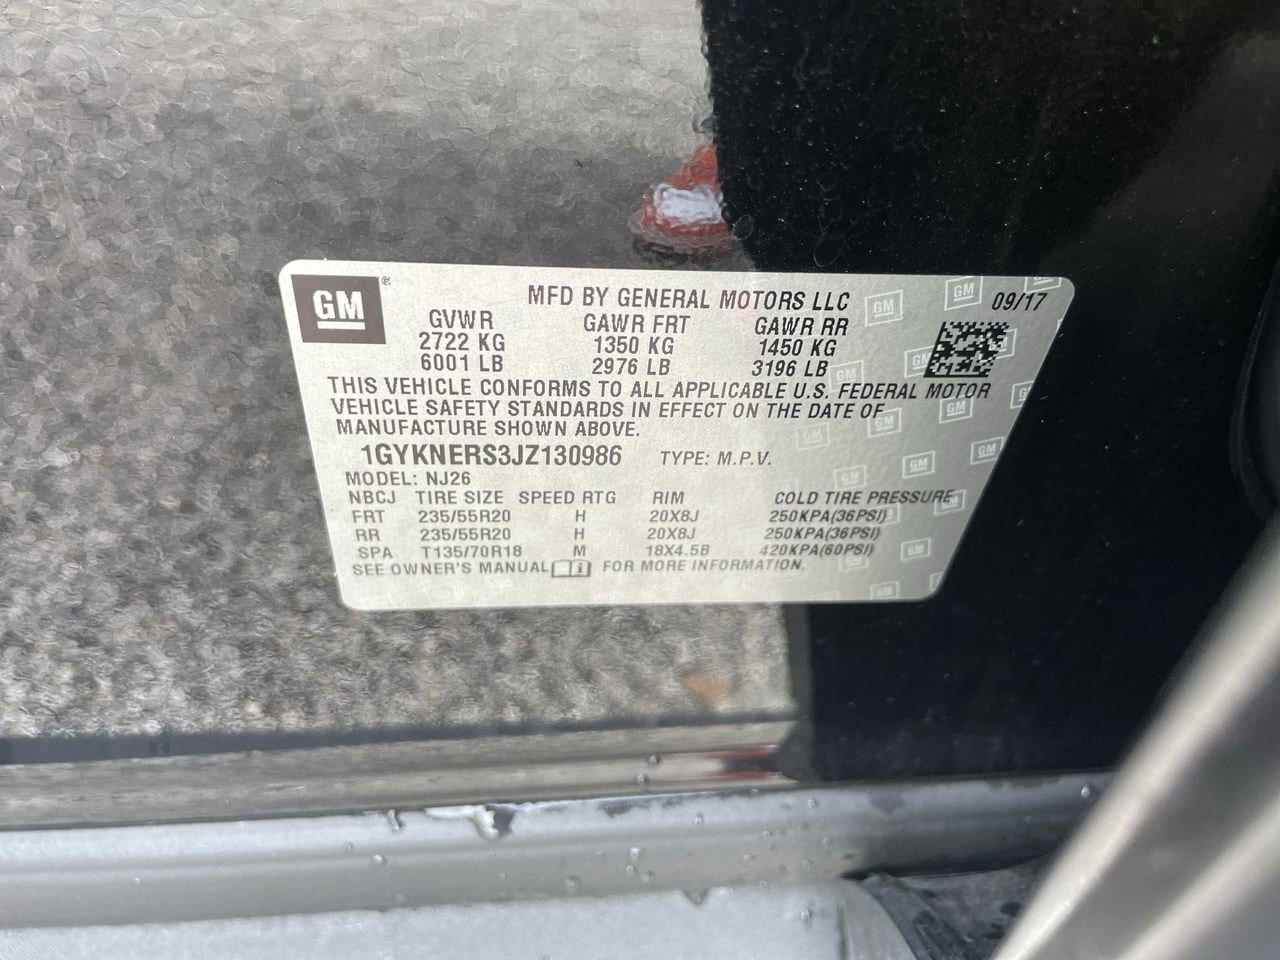 GM ® MFD BY GENERAL MOTORS LLC 09/17
GVWR GAWR FRT GAWR RR
2722 KG 1350 KG 1450 KG
6001 LB 2976 LB 3196 LB
THIS VEHICLE CONFORMS TO ALL APPLICABLE U.S. FEDERAL MOTOR
VEHICLE SAFETY STANDARDS IN EFFECT ON THE DATE OF
MANUFACTURE SHOWN ABOVE.
1GYKNERS3JZ130986 TYPE: M.P.V.
MODEL: NJ26
NBCJ TIRE SIZE SPEED RTG RIM COLD TIRE PRESSURE
FRT 235/55R20 H 20X8J 250KPA(36PSI)
RR 235/55R20 H 20X8J 250KPA(36PSI)
SPA T135/70R18 M 18X4.5B 420KPA(60PSI)
SEE OWNER'S MANUAL i FOR MORE INFORMATION.